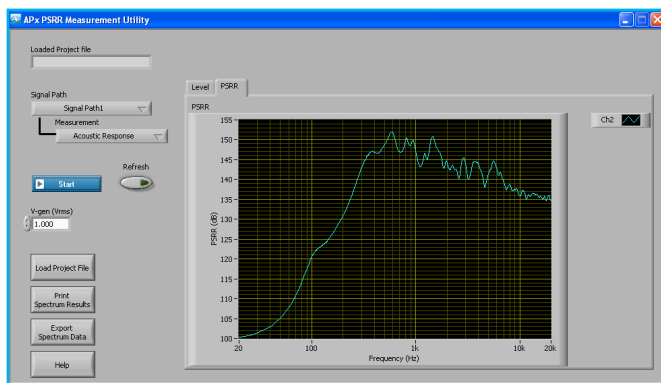 APx PSRR Measurement Utility
Loaded Project file
Signal Path
Signal Path1
Measurement
Acoustic Response
Refresh
Start
V-gen (Vrms)
1.000
Load Project File
Print
Spectrum Results
Export
Spectrum Data
Help
Level PSRR
PSRR
Ch2
155
150
145
140
135
130
125
120
115
110
105
100
PSRR (dB)
20 100 1k 10k 20k
Frequency (Hz)